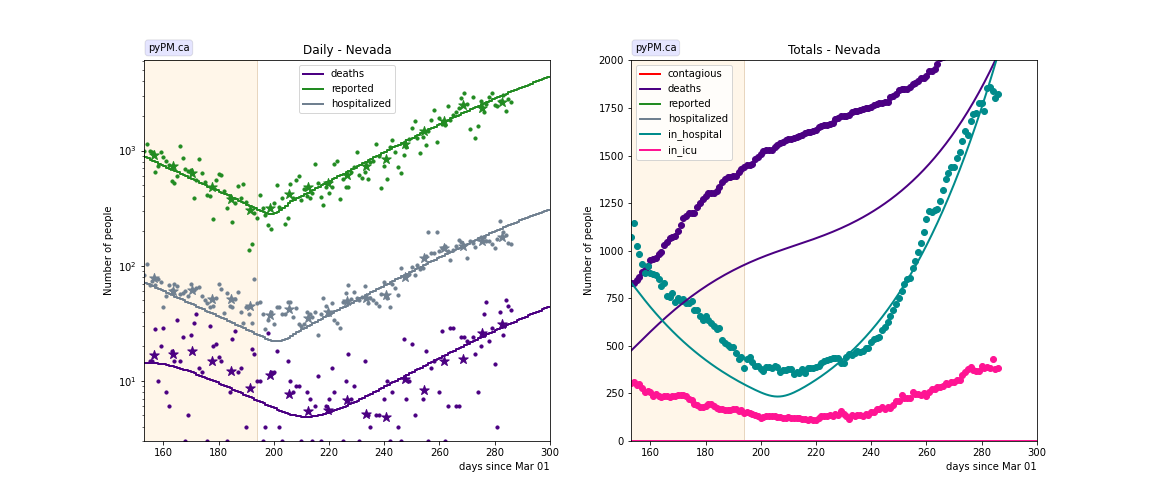 pyPM.ca
Daily - Nevada
deaths
reported
hospitalized
Number of people
10³
10²
10¹
160 180 200 220 240 260 280 300
days since Mar 01
pyPM.ca
Totals - Nevada
contagious
deaths
reported
hospitalized
in_hospital
in_icu
Number of people
2000
1750
1500
1250
1000
750
500
250
0
160 180 200 220 240 260 280 300
days since Mar 01